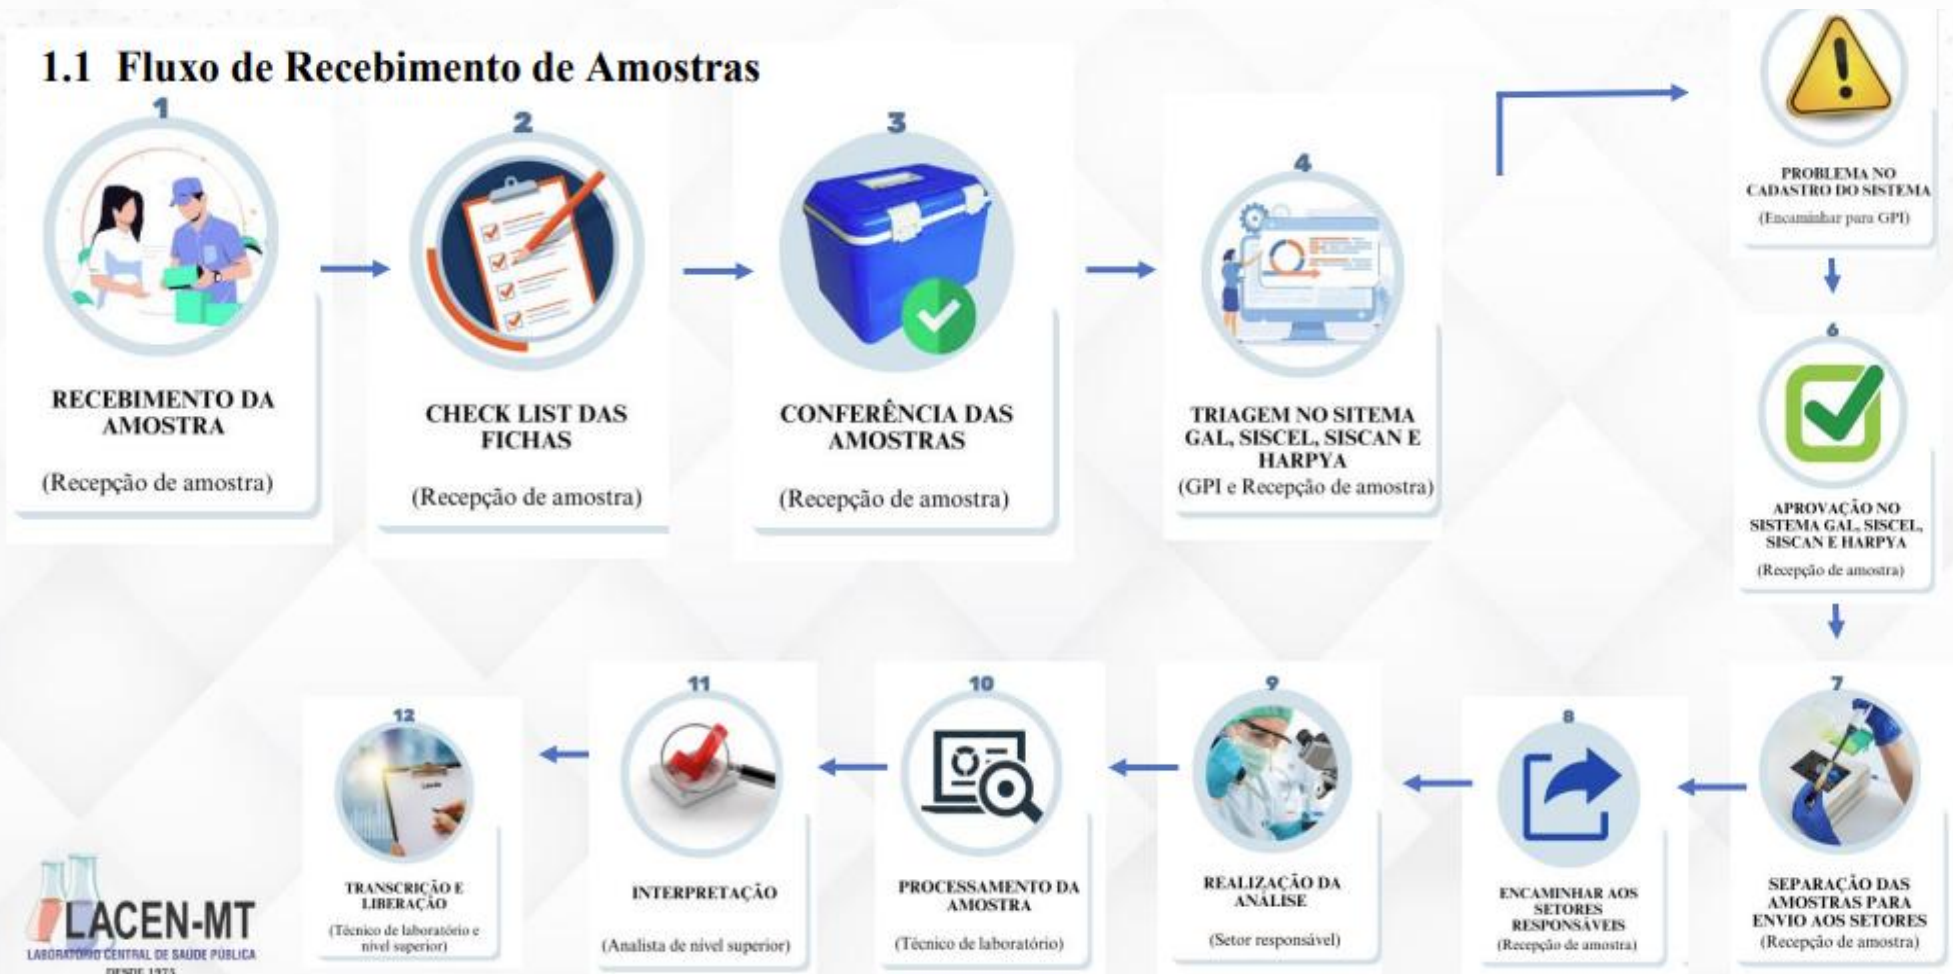 1.1 Fluxo de Recebimento de Amostras
1
RECEBIMENTO DA
AMOSTRA
(Recepção de amostra)
2
CHECK LIST DAS
FICHAS
(Recepção de amostra)
3
CONFERÊNCIA DAS
AMOSTRAS
(Recepção de amostra)
4
TRIAGEM NO SITEMA
GAL, SISCEL, SISCAN E
HARPYA
(GPI e Recepção de amostra)
PROBLEMA NO
CADASTRO DO SISTEMA
(Encaminhar para GPI)
6
APROVAÇÃO NO
SISTEMA GAL, SISCEL,
SISCAN E HARPYA
(Recepção de amostra)
7
SEPARAÇÃO DAS
AMOSTRAS PARA
ENVIO AOS SETORES
(Recepção de amostra)
8
ENCAMINHAR AOS
SETORES
RESPONSÁVEIS
(Recepção de amostra)
9
REALIZAÇÃO DA
ANÁLISE
(Setor responsável)
10
PROCESSAMENTO DA
AMOSTRA
(Técnico de laboratório)
11
INTERPRETAÇÃO
(Analista de nível superior)
12
TRANSCRIÇÃO E
LIBERAÇÃO
(Técnico de laboratório e
nível superior)
LACEN-MT
LABORATÓRIO CENTRAL DE SAÚDE PÚBLICA
DESDE 1975